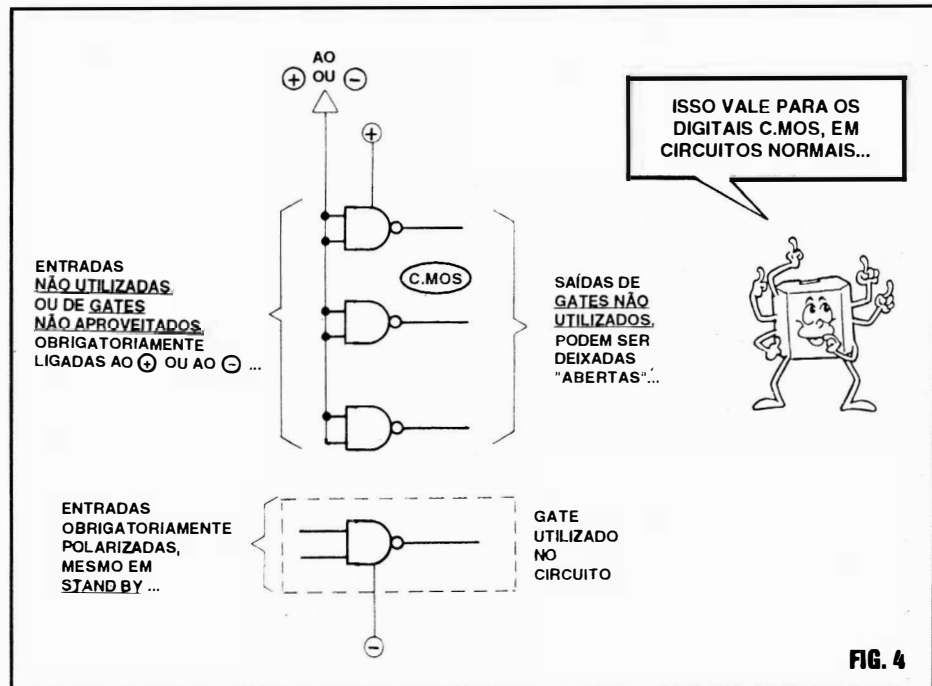 AO
⊕ OU ⊖
⊕
ISSO VALE PARA OS
DIGITAIS C.MOS, EM
CIRCUITOS NORMAIS...
ENTRADAS
NÃO UTILIZADAS
OU DE GATES
NÃO APROVEITADOS,
OBRIGATORIAMENTE
LIGADAS AO ⊕ OU AO ⊖ ...
C.MOS
SAÍDAS DE
GATES NÃO
UTILIZADOS,
PODEM SER
DEIXADAS
"ABERTAS"...
ENTRADAS
OBRIGATORIAMENTE
POLARIZADAS,
MESMO EM
STAND BY ...
GATE
UTILIZADO
NO
CIRCUITO
⊖
FIG. 4